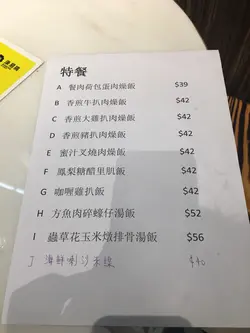 特餐
A 餐肉荷包蛋肉燥飯 $39
B 香煎牛扒肉燥飯 $42
C 香煎大雞扒肉燥飯 $42
D 香煎豬扒肉燥飯 $42
E 蜜汁叉燒肉燥飯 $42
F 鳳梨糖醋里肌飯 $42
G 咖喱雞扒飯 $42
H 方魚肉碎蠔仔湯飯 $52
I 蟲草花玉米燉排骨湯飯 $56
J 海鮮喇沙米線 $40